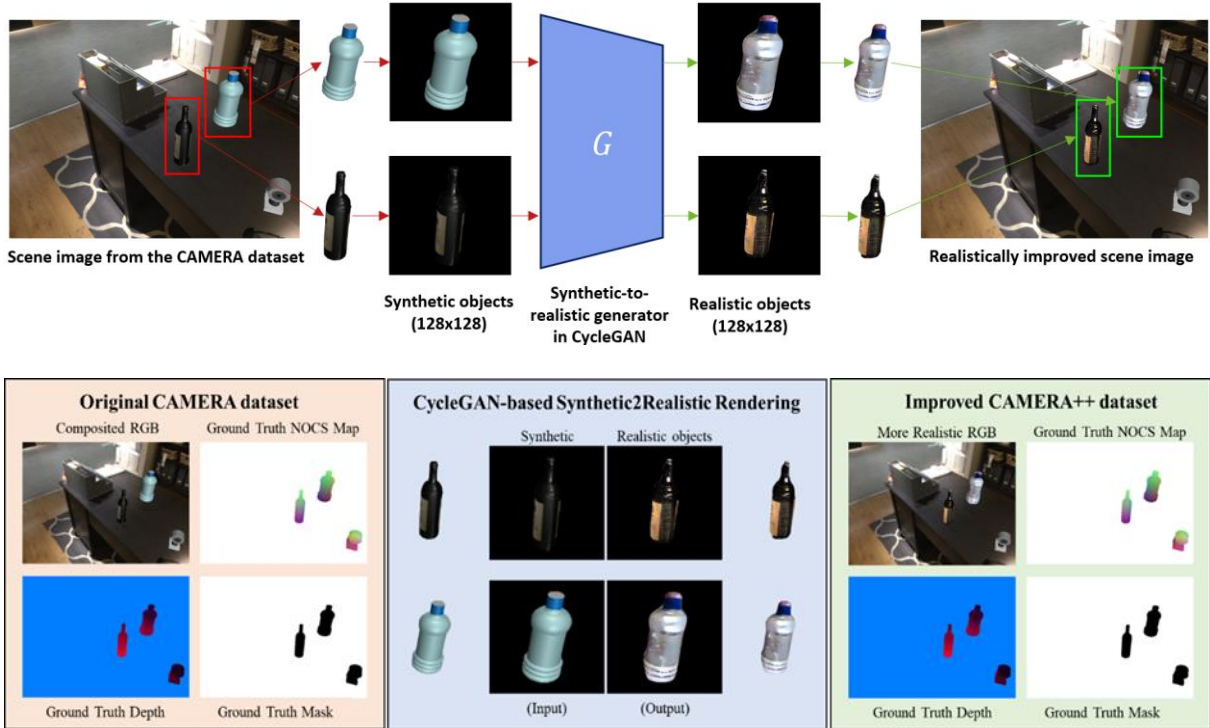 G
Scene image from the CAMERA dataset
Synthetic objects
(128x128)
Synthetic-to-
realistic generator
in CycleGAN
Realistic objects
(128x128)
Realistically improved scene image
Original CAMERA dataset
Composited RGB
Ground Truth NOCS Map
Ground Truth Depth
Ground Truth Mask
CycleGAN-based Synthetic2Realistic Rendering
Synthetic
Realistic objects
(Input)
(Output)
Improved CAMERA++ dataset
More Realistic RGB
Ground Truth NOCS Map
Ground Truth Depth
Ground Truth Mask